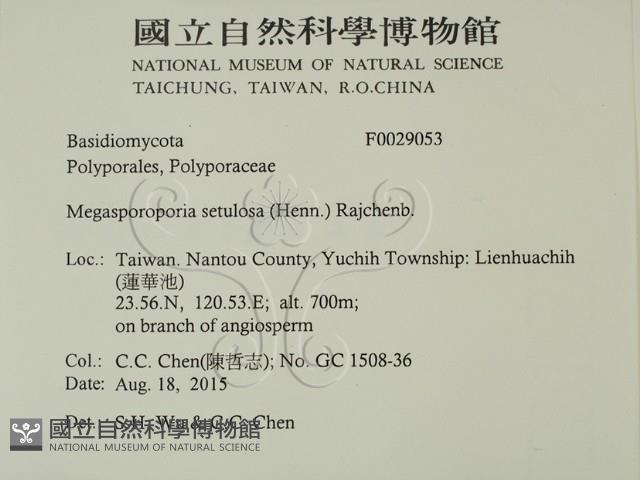 國立自然科學博物館
NATIONAL MUSEUM OF NATURAL SCIENCE
TAICHUNG, TAIWAN, R.O.CHINA
Basidiomycota F0029053
Polyporales, Polyporaceae
Megasporoporia setulosa (Henn.) Rajchenb.
Loc.: Taiwan. Nantou County, Yuchih Township: Lienhuachih
(蓮華池)
23.56.N, 120.53.E; alt. 700m;
on branch of angiosperm
Col.: C.C. Chen(陳哲志); No. GC 1508-36
Date: Aug. 18, 2015
Det. S.H. Wu & C.C. Chen
國立自然科學博物館
NATIONAL MUSEUM OF NATURAL SCIENCE